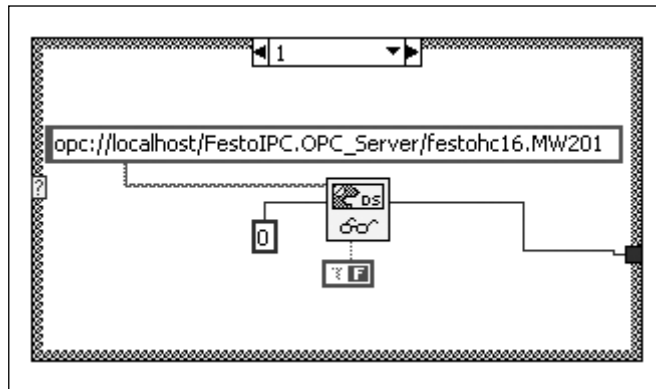 1
opc://localhost/FestoIPC.OPC_Server/festohc16.MW201
?
DS
0
F